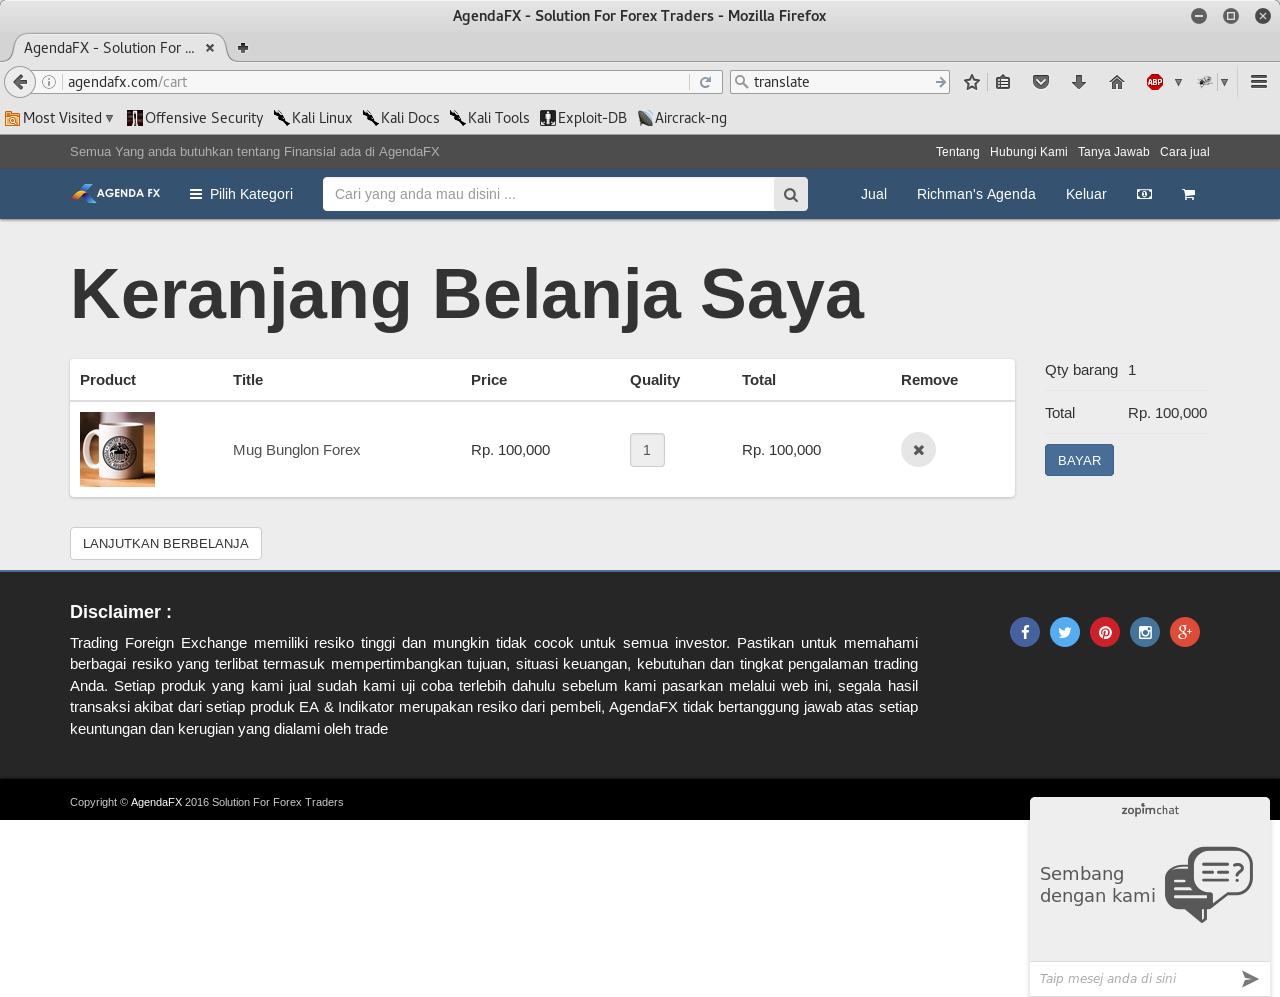 AgendaFX - Solution For Forex Traders - Mozilla Firefox
AgendaFX - Solution For ...
agendafx.com/cart
translate
ABP
Most Visited
Offensive Security
Kali Linux
Kali Docs
Kali Tools
Exploit-DB
Aircrack-ng
Semua Yang anda butuhkan tentang Finansial ada di AgendaFX
Tentang
Hubungi Kami
Tanya Jawab
Cara jual
AGENDA FX
Pilih Kategori
Cari yang anda mau disini ...
Jual
Richman's Agenda
Keluar
Keranjang Belanja Saya
Product
Title
Price
Quality
Total
Remove
Mug Bunglon Forex
Rp. 100,000
1
Rp. 100,000
Qty barang 1
Total Rp. 100,000
BAYAR
LANJUTKAN BERBELANJA
Disclaimer :
Trading Foreign Exchange memiliki resiko tinggi dan mungkin tidak cocok untuk semua investor. Pastikan untuk memahami
berbagai resiko yang terlibat termasuk mempertimbangkan tujuan, situasi keuangan, kebutuhan dan tingkat pengalaman trading
Anda. Setiap produk yang kami jual sudah kami uji coba terlebih dahulu sebelum kami pasarkan melalui web ini, segala hasil
transaksi akibat dari setiap produk EA & Indikator merupakan resiko dari pembeli, AgendaFX tidak bertanggung jawab atas setiap
keuntungan dan kerugian yang dialami oleh trade
Copyright © AgendaFX 2016 Solution For Forex Traders
zopimchat
Sembang
dengan kami
Taip mesej anda di sini